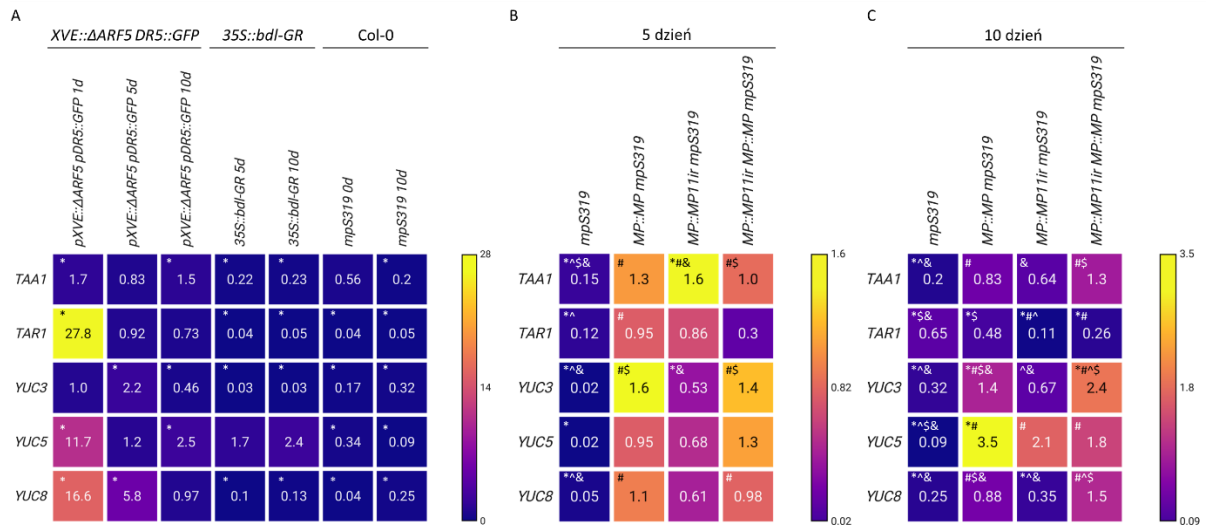 A
B
C
XVE::ΔARF5 DR5::GFP
35S::bdl-GR
Col-0
5 dzień
10 dzień
pXVE::ΔARF5 pDR5::GFP 1d
pXVE::ΔARF5 pDR5::GFP 5d
pXVE::ΔARF5 pDR5::GFP 10d
35S::bdl-GR 5d
35S::bdl-GR 10d
mpS319 0d
mpS319 10d
mpS319
MP::MP mpS319
MP::MP11ir mpS319
MP::MP11ir MP::MP mpS319
mpS319
MP::MP mpS319
MP::MP11ir mpS319
MP::MP11ir MP::MP mpS319
TAA1 *1.7 0.83 *1.5 *0.22 *0.23 0.56 *0.2
TAR1 *27.8 0.92 0.73 *0.04 *0.05 *0.04 *0.05
YUC3 1.0 *2.2 *0.46 *0.03 *0.03 *0.17 *0.32
YUC5 *11.7 1.2 *2.5 1.7 2.4 *0.34 *0.09
YUC8 *16.6 *5.8 0.97 *0.1 *0.13 *0.04 *0.25
28
14
0
TAA1 *^$& 0.15 # 1.3 *#& 1.6 #$ 1.0
TAR1 *^ 0.12 # 0.95 0.86 0.3
YUC3 *^& 0.02 #$ 1.6 *& 0.53 #$ 1.4
YUC5 * 0.02 0.95 0.68 1.3
YUC8 *^& 0.05 # 1.1 0.61 # 0.98
1.6
0.82
0.02
TAA1 *^& 0.2 # 0.83 & 0.64 #$ 1.3
TAR1 *$& 0.65 *$ 0.48 *#^ 0.11 *# 0.26
YUC3 *^& 0.32 *#$& 1.4 ^& 0.67 *#^$ 2.4
YUC5 *^$& 0.09 *# 3.5 # 2.1 # 1.8
YUC8 *^& 0.25 #$& 0.88 *^& 0.35 #^$ 1.5
3.5
1.8
0.09